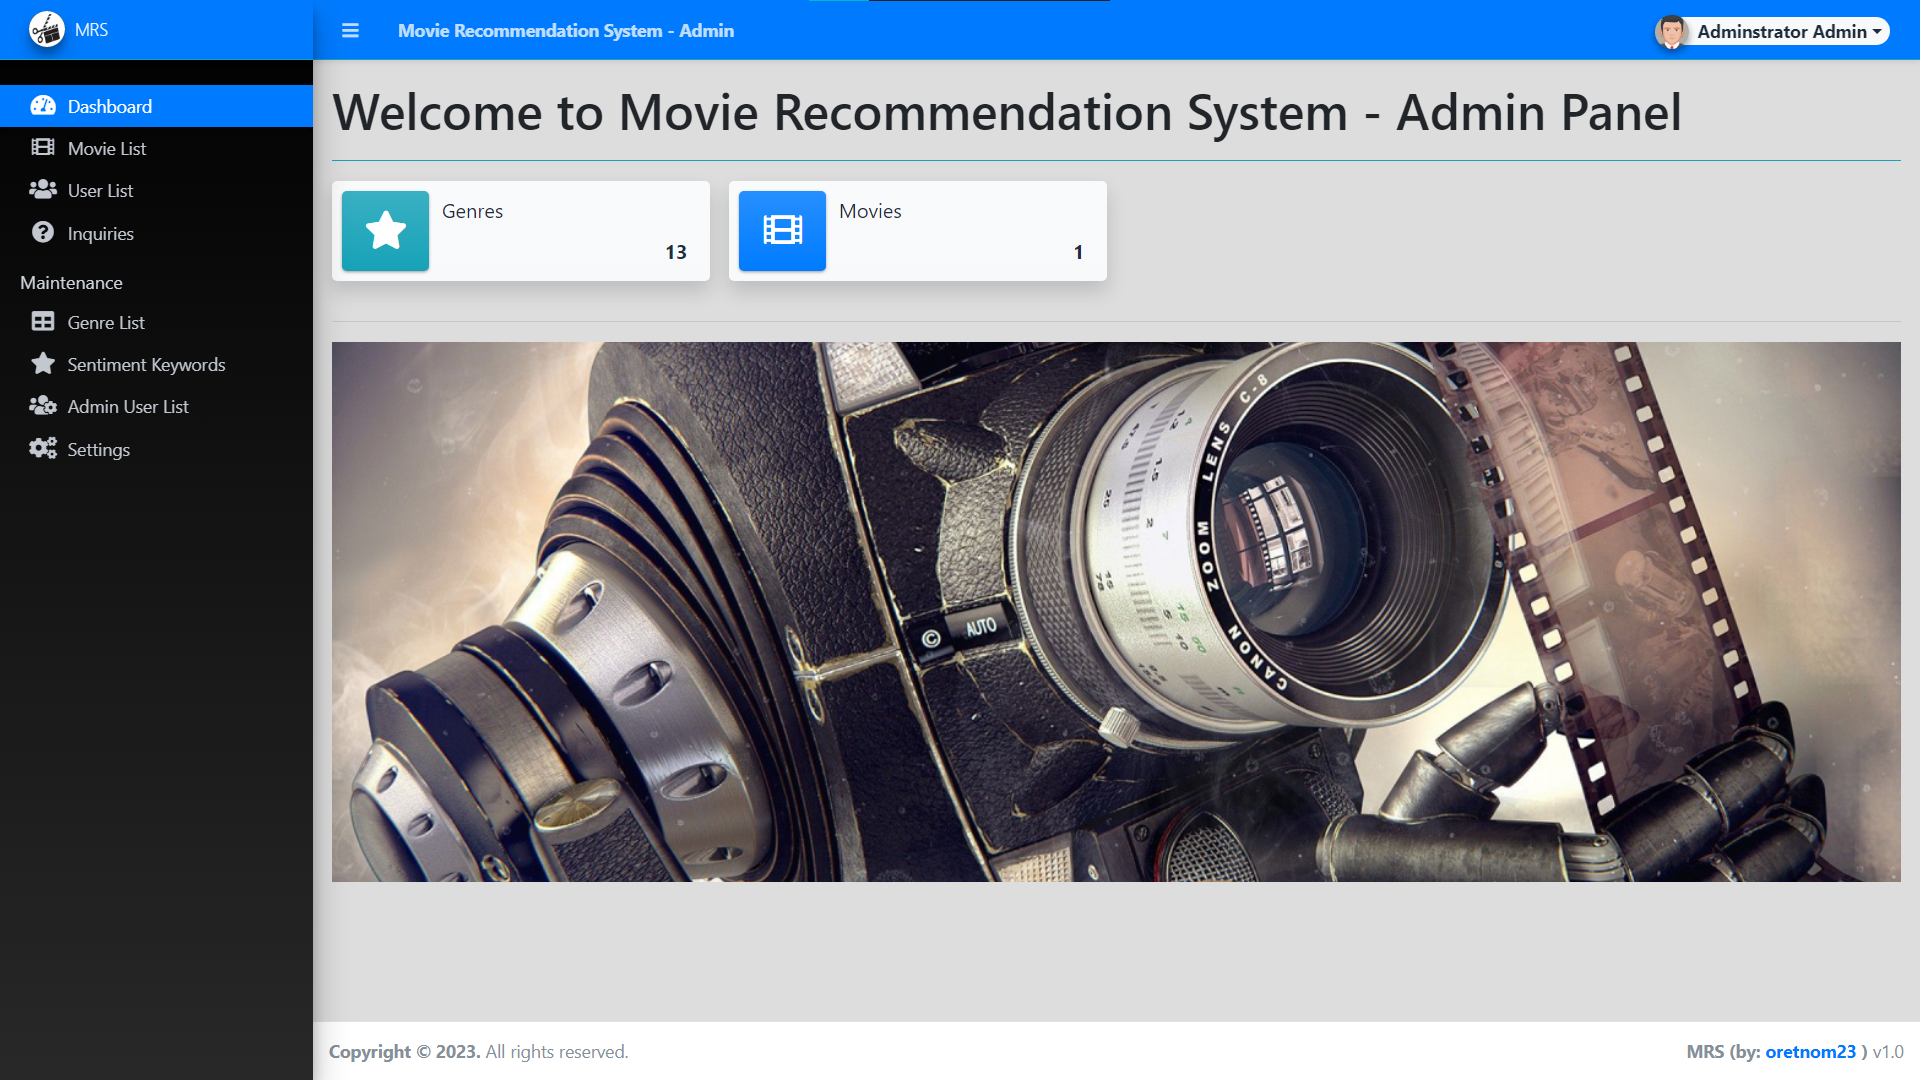 MRS
Movie Recommendation System - Admin
Adminstrator Admin
Dashboard
Movie List
User List
Inquiries
Maintenance
Genre List
Sentiment Keywords
Admin User List
Settings
Welcome to Movie Recommendation System - Admin Panel
Genres
13
Movies
1
CANON ZOOM LENS C-8
© AUTO
Copyright © 2023. All rights reserved.
MRS (by: oretnom23 ) v1.0